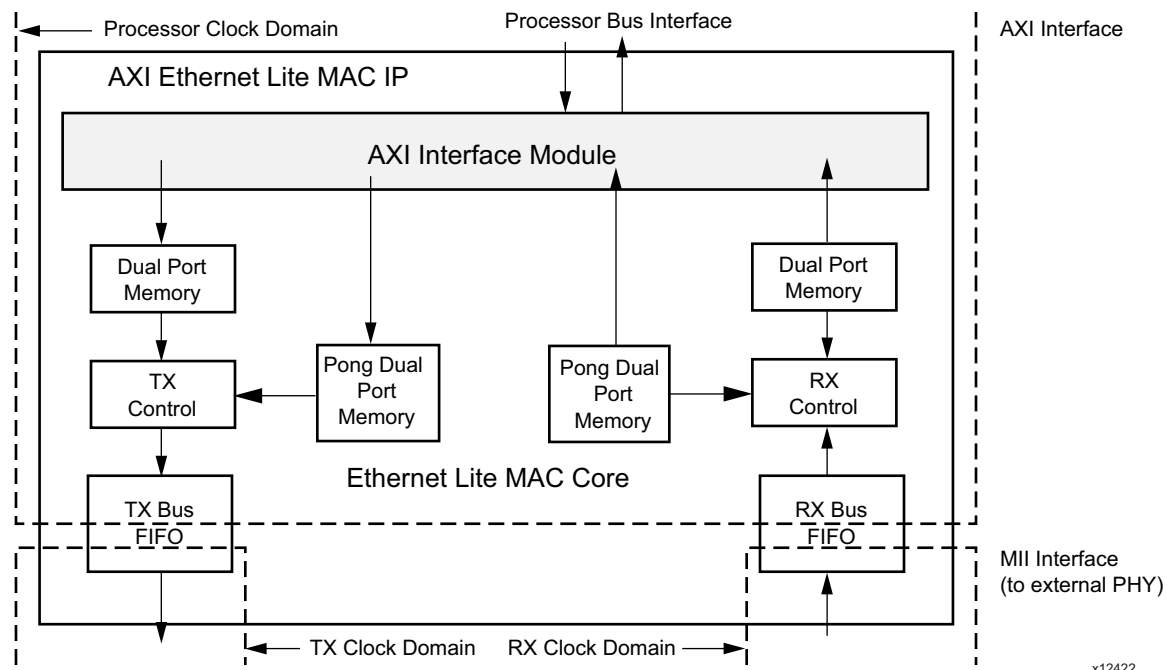 Processor Clock Domain
Processor Bus Interface
AXI Interface
AXI Ethernet Lite MAC IP
AXI Interface Module
Dual Port
Memory
Dual Port
Memory
TX
Control
Pong Dual
Port
Memory
Pong Dual
Port
Memory
RX
Control
Ethernet Lite MAC Core
TX Bus
FIFO
RX Bus
FIFO
MII Interface
(to external PHY)
TX Clock Domain
RX Clock Domain
x12422